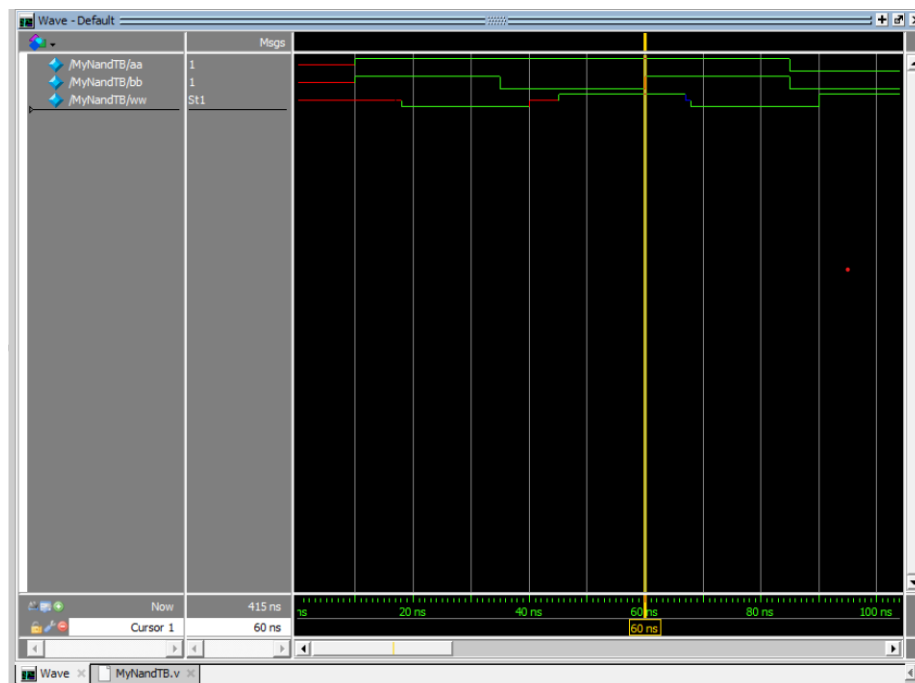 Wave - Default
Msgs
/MyNandTB/aa 1
/MyNandTB/bb 1
/MyNandTB/ww St1
Now 415 ns
ns 20 ns 40 ns 60 ns 80 ns 100 ns
Cursor 1 60 ns 60 ns
Wave MyNandTB.v